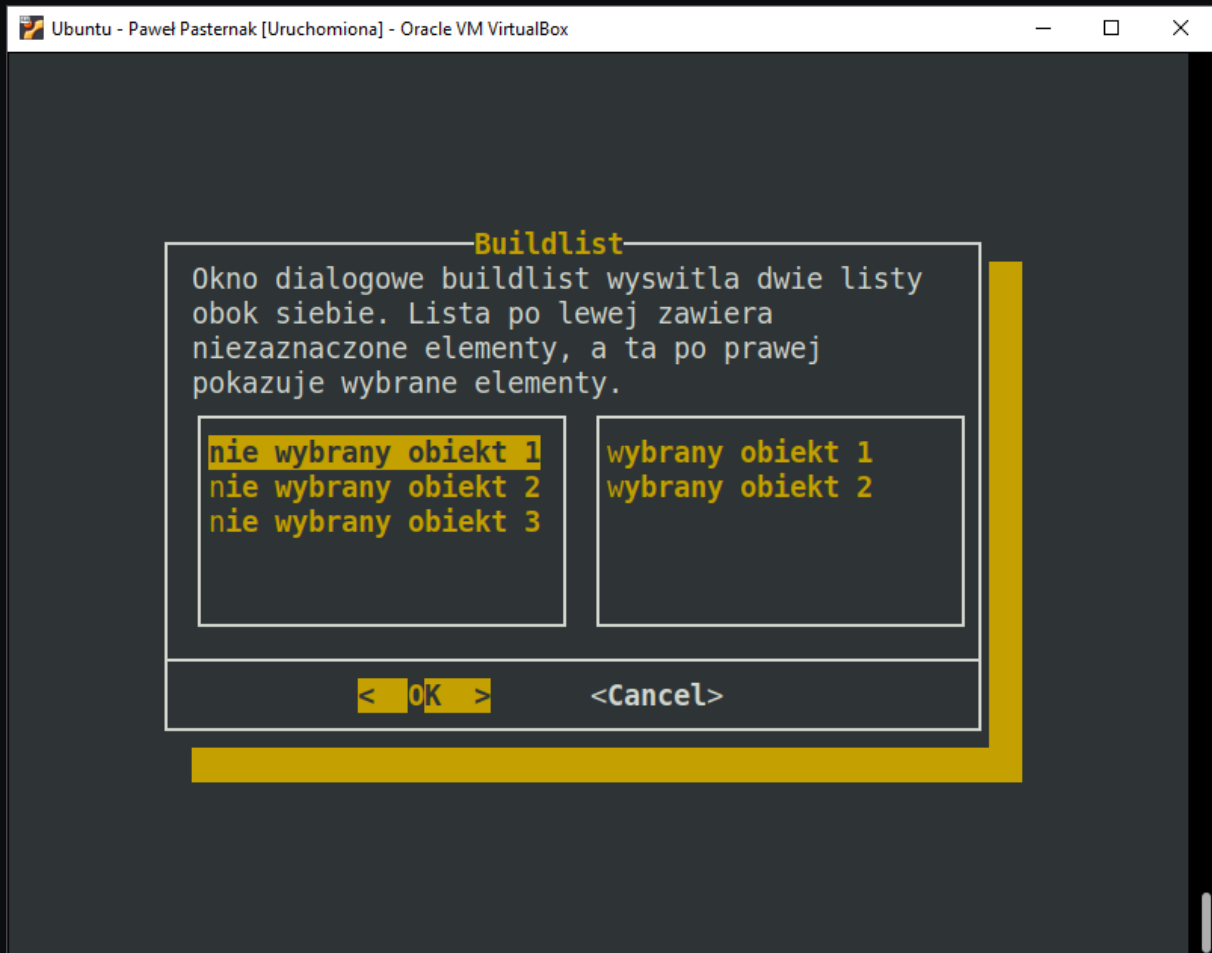 Ubuntu - Paweł Pasternak [Uruchomiona] - Oracle VM VirtualBox
Buildlist
Okno dialogowe buildlist wyswitla dwie listy
obok siebie. Lista po lewej zawiera
niezaznaczone elementy, a ta po prawej
pokazuje wybrane elementy.
nie wybrany obiekt 1
nie wybrany obiekt 2
nie wybrany obiekt 3
wybrany obiekt 1
wybrany obiekt 2
< OK > <Cancel>